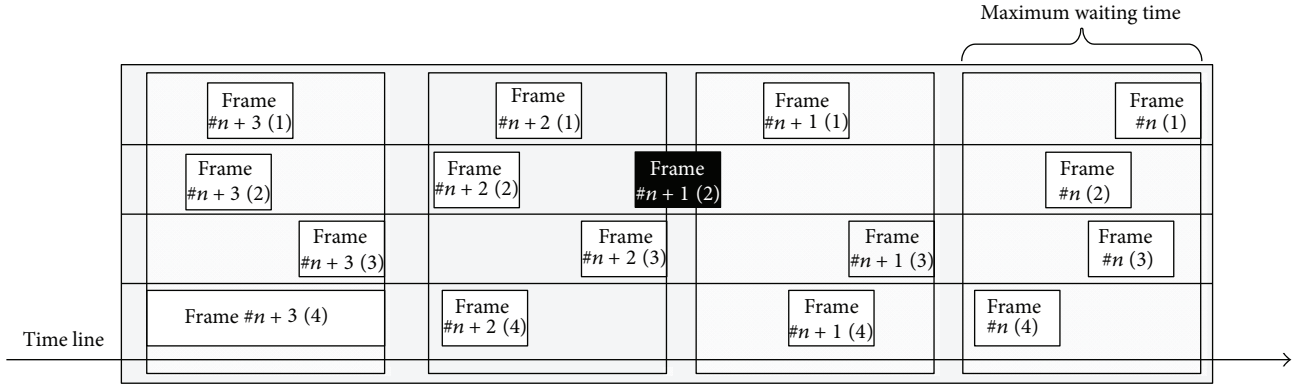 Maximum waiting time
Frame
#n + 3 (1)
Frame
#n + 2 (1)
Frame
#n + 1 (1)
Frame
#n (1)
Frame
#n + 3 (2)
Frame
#n + 2 (2)
Frame
#n + 1 (2)
Frame
#n (2)
Frame
#n + 3 (3)
Frame
#n + 2 (3)
Frame
#n + 1 (3)
Frame
#n (3)
Frame #n + 3 (4)
Frame
#n + 2 (4)
Frame
#n + 1 (4)
Frame
#n (4)
Time line